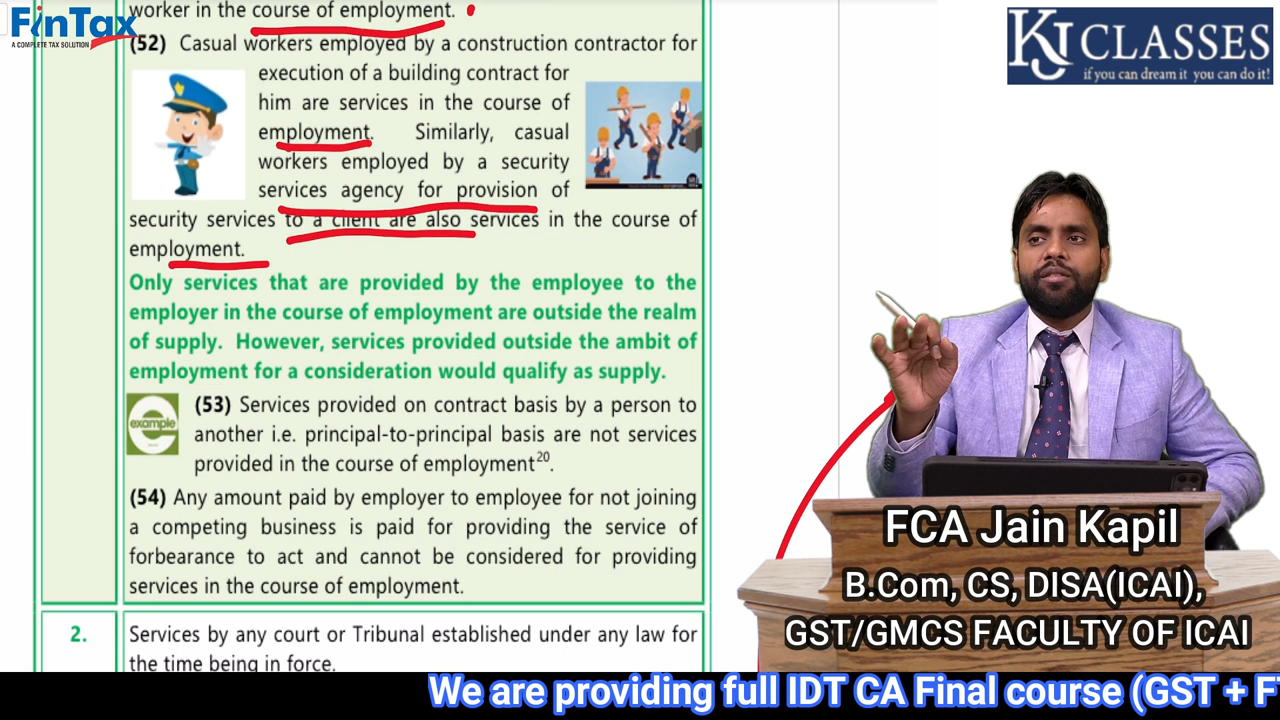 worker in the course of employment.
FinTax
A COMPLETE TAX SOLUTION
(52) Casual workers employed by a construction contractor for
execution of a building contract for
him are services in the course of
employment. Similarly, casual
workers employed by a security
services agency for provision of
security services to a client are also services in the course of
employment.
Only services that are provided by the employee to the
employer in the course of employment are outside the realm
of supply. However, services provided outside the ambit of
employment for a consideration would qualify as supply.
example
(53) Services provided on contract basis by a person to
another i.e. principal-to-principal basis are not services
provided in the course of employment20.
(54) Any amount paid by employer to employee for not joining
a competing business is paid for providing the service of
forbearance to act and cannot be considered for providing
services in the course of employment.
2. Services by any court or Tribunal established under any law for
the time being in force.
KJ CLASSES
if you can dream it you can do it!
FCA Jain Kapil
B.Com, CS, DISA(ICAI),
GST/GMCS FACULTY OF ICAI
We are providing full IDT CA Final course (GST + F